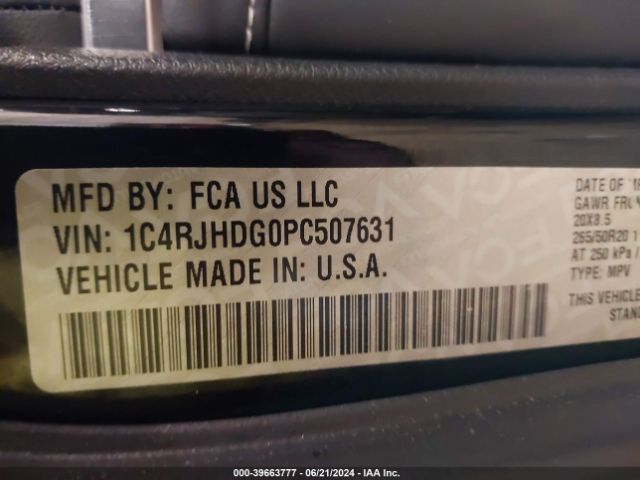 MFD BY: FCA US LLC
VIN: 1C4RJHDG0PC507631
VEHICLE MADE IN: U.S.A.
DATE OF
GAWR
20X8.5
265/50R20
AT 250 kPa /
TYPE: MPV
THIS VEHICLE
STAND
000-39663777 - 06/21/2024 - IAA Inc.